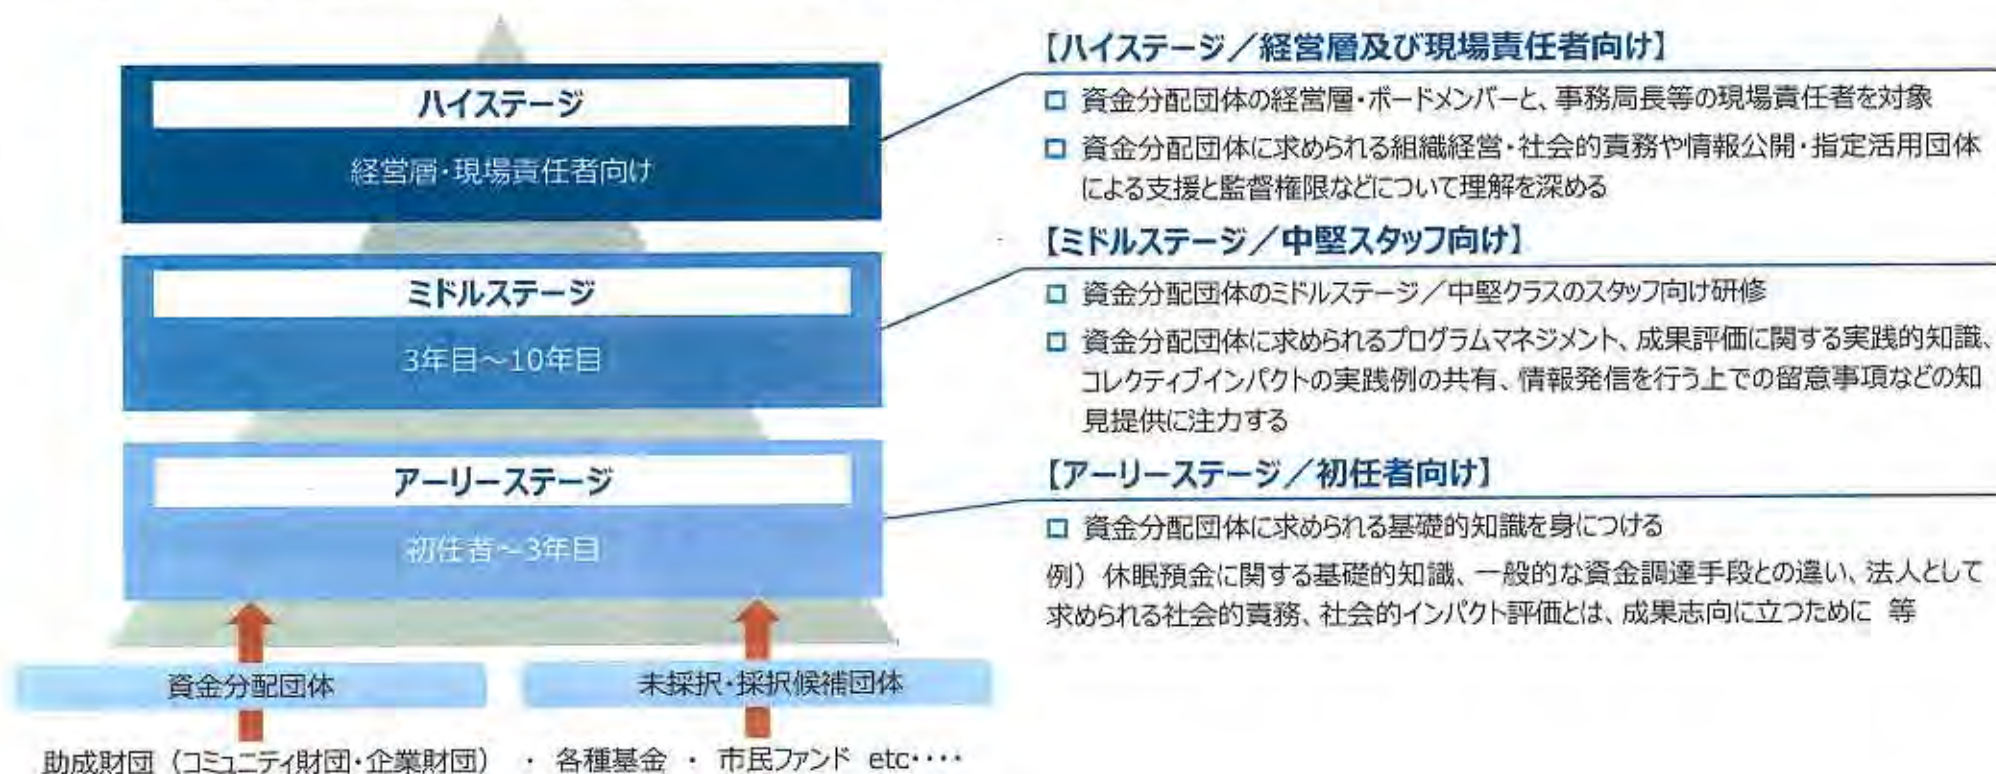 ハイステージ
経営層・現場責任者向け
ミドルステージ
3年目～10年目
アーリーステージ
初任者～3年目
資金分配団体
未採択・採択候補団体
助成財団（コミュニティ財団・企業財団） ・ 各種基金 ・ 市民ファンド etc・・・・
【ハイステージ／経営層及び現場責任者向け】
□ 資金分配団体の経営層・ボードメンバーと、事務局長等の現場責任者を対象
□ 資金分配団体に求められる組織経営・社会的責務や情報公開・指定活用団体
による支援と監督権限などについて理解を深める
【ミドルステージ／中堅スタッフ向け】
□ 資金分配団体のミドルステージ／中堅クラスのスタッフ向け研修
□ 資金分配団体に求められるプログラムマネジメント、成果評価に関する実践的知識、
コレクティブインパクトの実践例の共有、情報発信を行う上での留意事項などの知
見提供に注力する
【アーリーステージ／初任者向け】
□ 資金分配団体に求められる基礎的知識を身につける
例） 休眠預金に関する基礎的知識、一般的な資金調達手段との違い、法人として
求められる社会的責務、社会的インパクト評価とは、成果志向に立つために 等